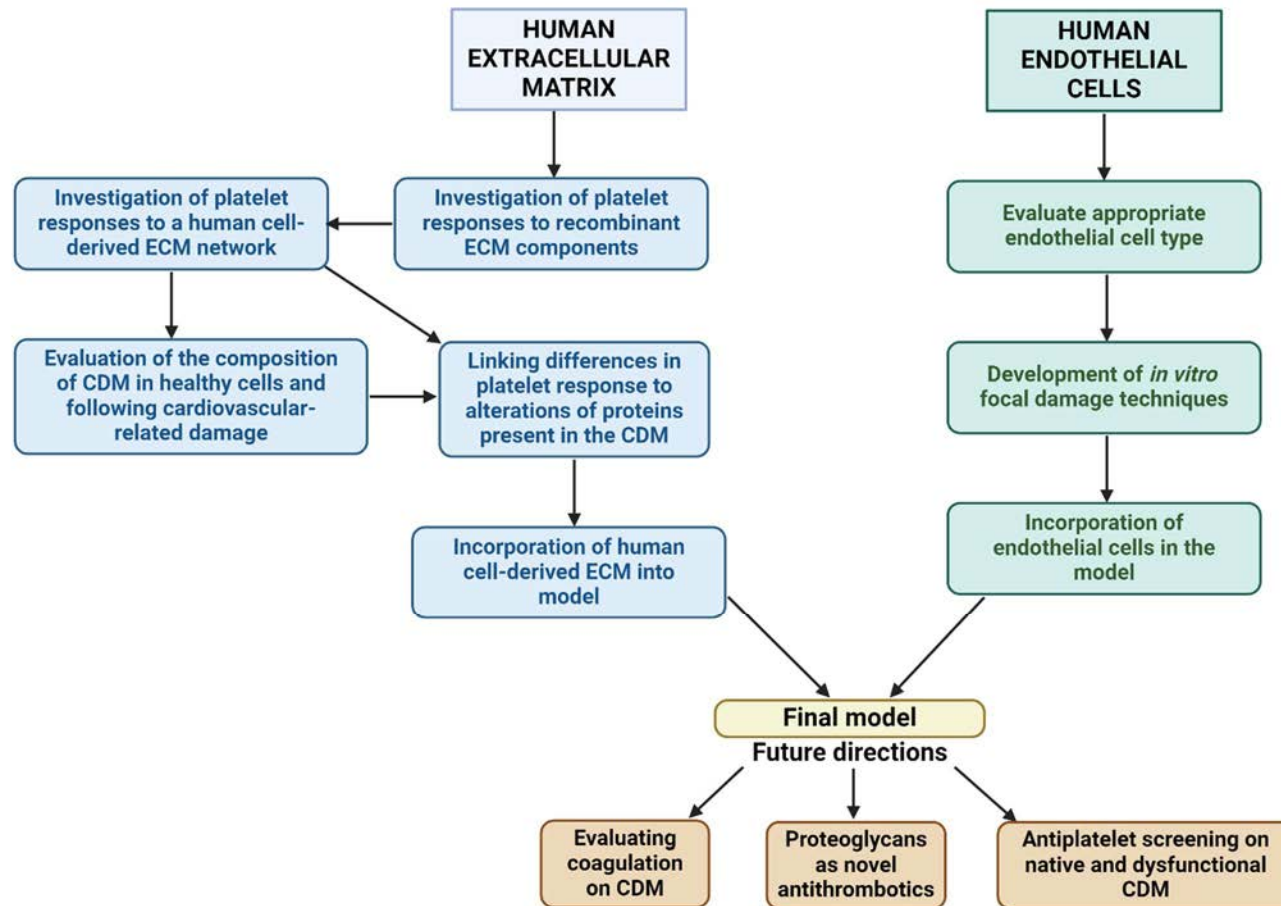 HUMAN
EXTRACELLULAR
MATRIX
HUMAN
ENDOTHELIAL
CELLS
Investigation of platelet
responses to a human cell-
derived ECM network
Investigation of platelet
responses to recombinant
ECM components
Evaluate appropriate
endothelial cell type
Evaluation of the composition
of CDM in healthy cells and
following cardiovascular-
related damage
Linking differences in
platelet response to
alterations of proteins
present in the CDM
Development of in vitro
focal damage techniques
Incorporation of human
cell-derived ECM into
model
Incorporation of
endothelial cells in the
model
Final model
Future directions
Evaluating
coagulation
on CDM
Proteoglycans
as novel
antithrombotics
Antiplatelet screening on
native and dysfunctional
CDM